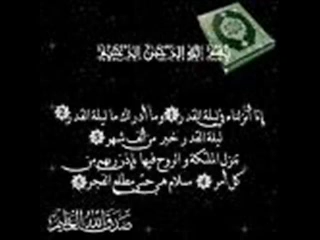 بسم الله الرحمن الرحيم
إنا أنزلناه في ليلة القدر وما أدراك ما ليلة القدر
ليلة القدر خير من ألف شهر
تنزل الملئكة والروح فيها بإذن ربهم من
كل أمر سلام هي حتى مطلع الفجر
صدق الله العظيم